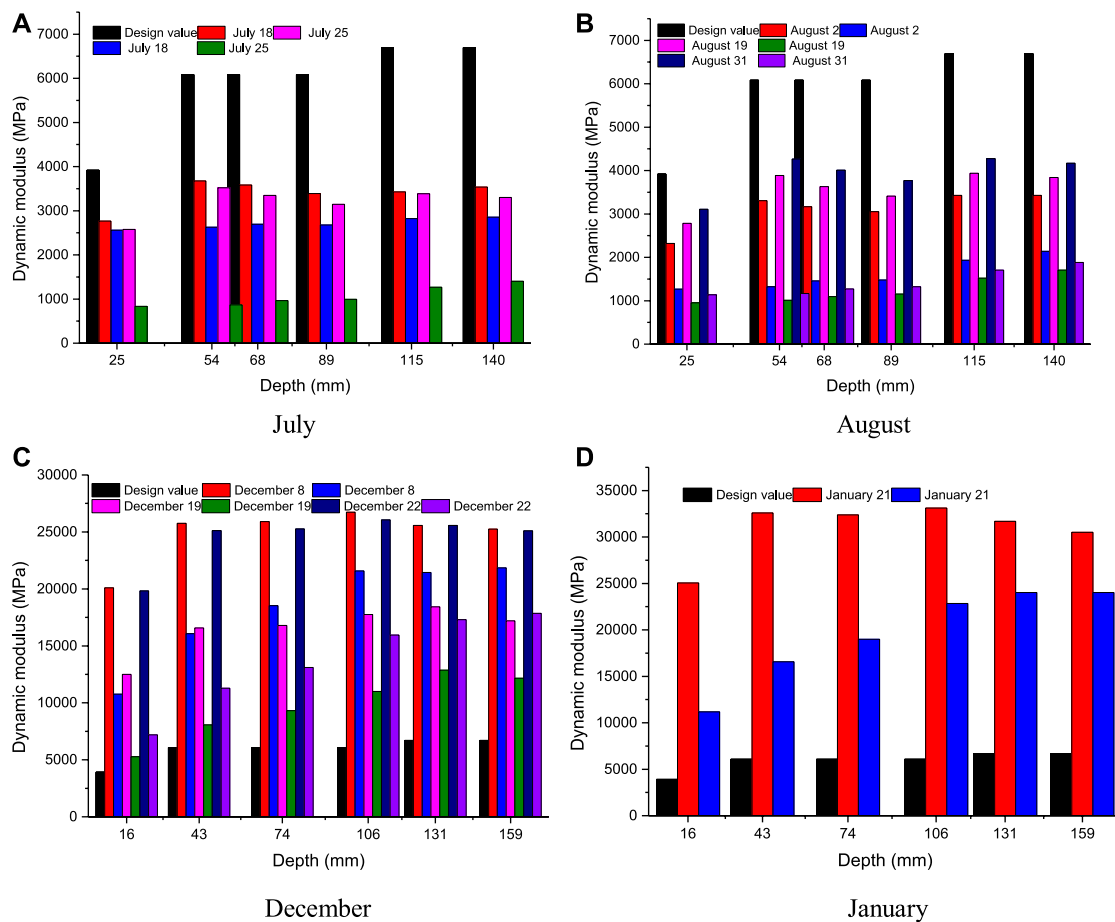 A
Design value July 18 July 25
July 18 July 25
7000
6000
5000
4000
3000
2000
1000
0
Dynamic modulus (MPa)
25 54 68 89 115 140
Depth (mm)
July
B
Design value August 2 August 2
August 19 August 19
August 31 August 31
7000
6000
5000
4000
3000
2000
1000
0
Dynamic modulus (MPa)
25 54 68 89 115 140
Depth (mm)
August
C
Design value December 8 December 8
December 19 December 19 December 22 December 22
30000
25000
20000
15000
10000
5000
0
Dynamic modulus (MPa)
16 43 74 106 131 159
Depth (mm)
December
D
Design value January 21 January 21
35000
30000
25000
20000
15000
10000
5000
0
Dynamic modulus (MPa)
16 43 74 106 131 159
Depth (mm)
January